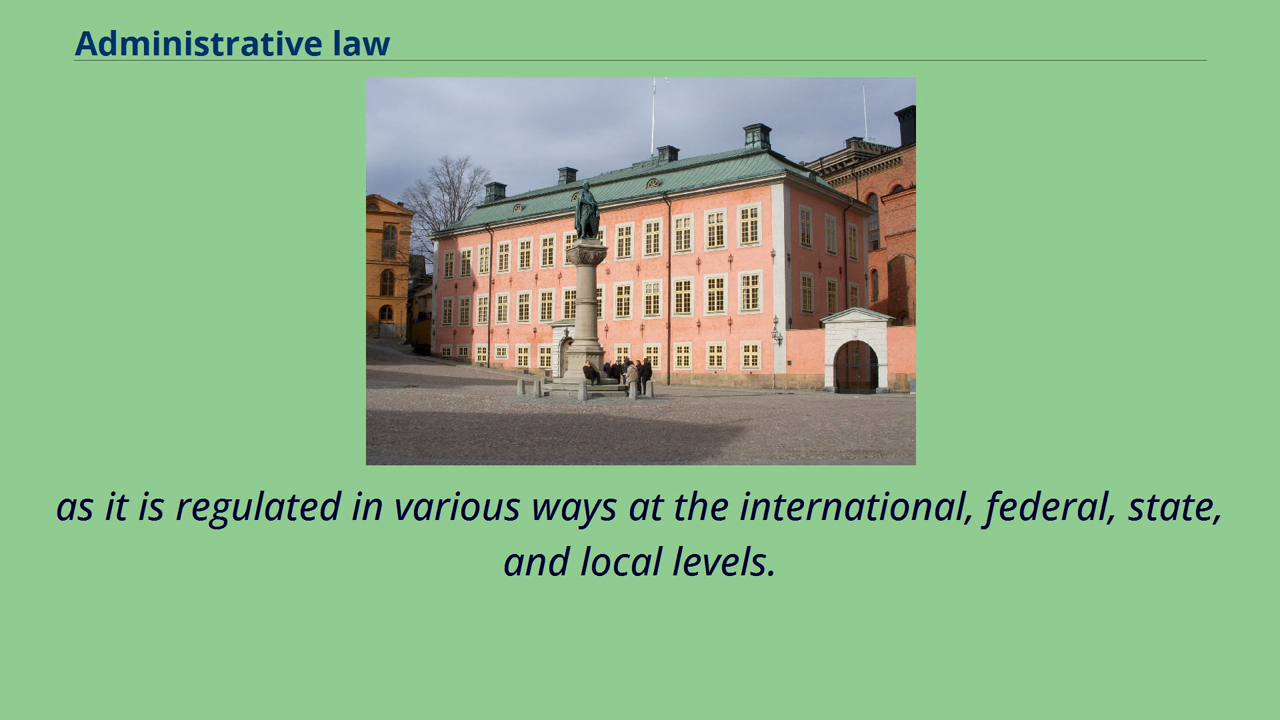 Administrative law
as it is regulated in various ways at the international, federal, state,
and local levels.